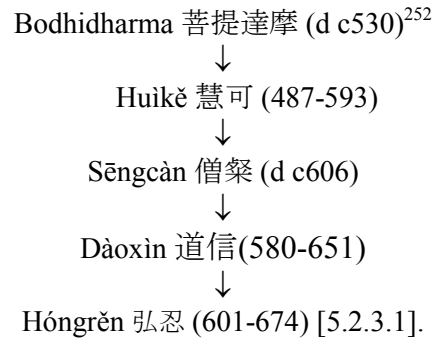 Bodhidharma 菩提達摩 (d c530)252
↓
Huìkě 慧可 (487-593)
↓
Sēngcàn 僧粲 (d c606)
↓
Dàoxìn 道信(580-651)
↓
Hóngrěn 弘忍 (601-674) [5.2.3.1].